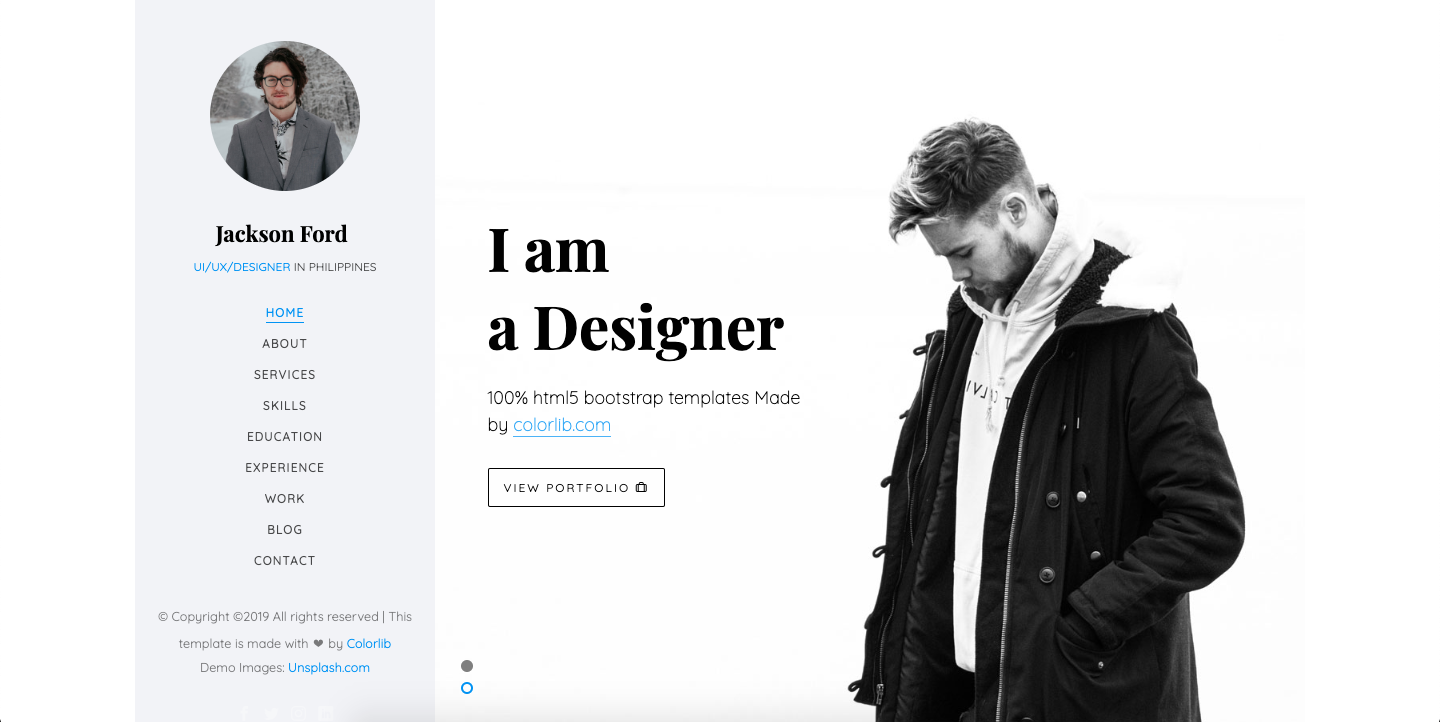 Jackson Ford
UI/UX/DESIGNER IN PHILIPPINES
HOME
ABOUT
SERVICES
SKILLS
EDUCATION
EXPERIENCE
WORK
BLOG
CONTACT
© Copyright ©2019 All rights reserved | This
template is made with ❤ by Colorlib
Demo Images: Unsplash.com
I am
a Designer
100% html5 bootstrap templates Made
by colorlib.com
VIEW PORTFOLIO